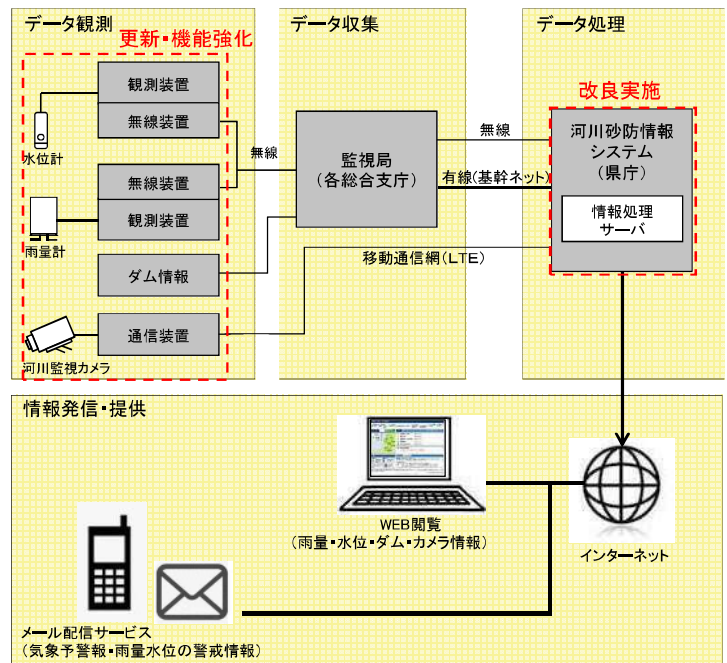 データ観測
更新・機能強化
観測装置
無線装置
水位計
無線装置
観測装置
雨量計
ダム情報
通信装置
河川監視カメラ
無線
データ収集
監視局
(各総合支庁)
無線
有線(基幹ネット)
移動通信網(LTE)
データ処理
改良実施
河川砂防情報
システム
(県庁)
情報処理
サーバ
情報発信・提供
WEB閲覧
(雨量・水位・ダム・カメラ情報)
インターネット
メール配信サービス
(気象予警報・雨量水位の警戒情報)